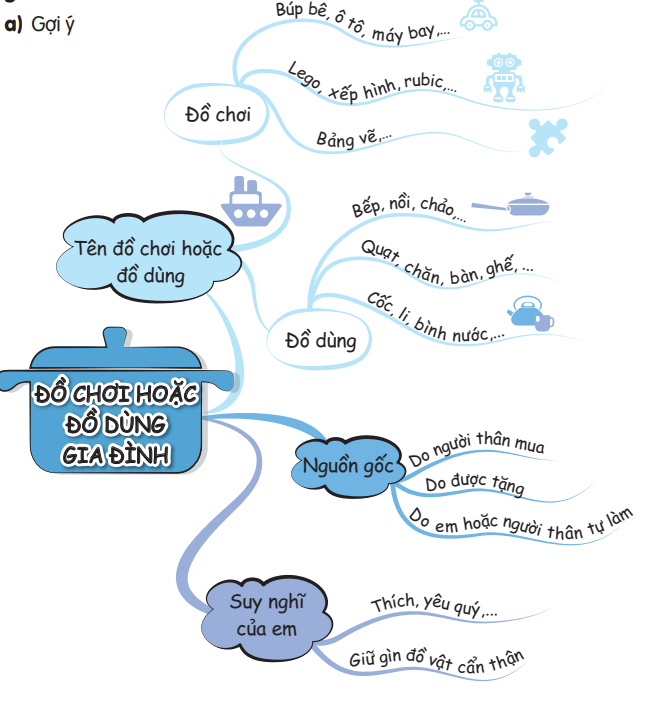 a) Gợi ý
Búp bê, ô tô, máy bay,...
Lego, xếp hình, rubic,...
Đồ chơi
Bảng vẽ,...
Bếp, nồi, chảo,...
Tên đồ chơi hoặc
đồ dùng
Quạt, chăn, bàn, ghế, ...
Cốc, li, bình nước,...
Đồ dùng
ĐỒ CHƠI HOẶC
ĐỒ DÙNG
GIA ĐÌNH
Nguồn gốc
Do người thân mua
Do được tặng
Do em hoặc người thân tự làm
Suy nghĩ
của em
Thích, yêu quý,...
Giữ gìn đồ vật cẩn thận